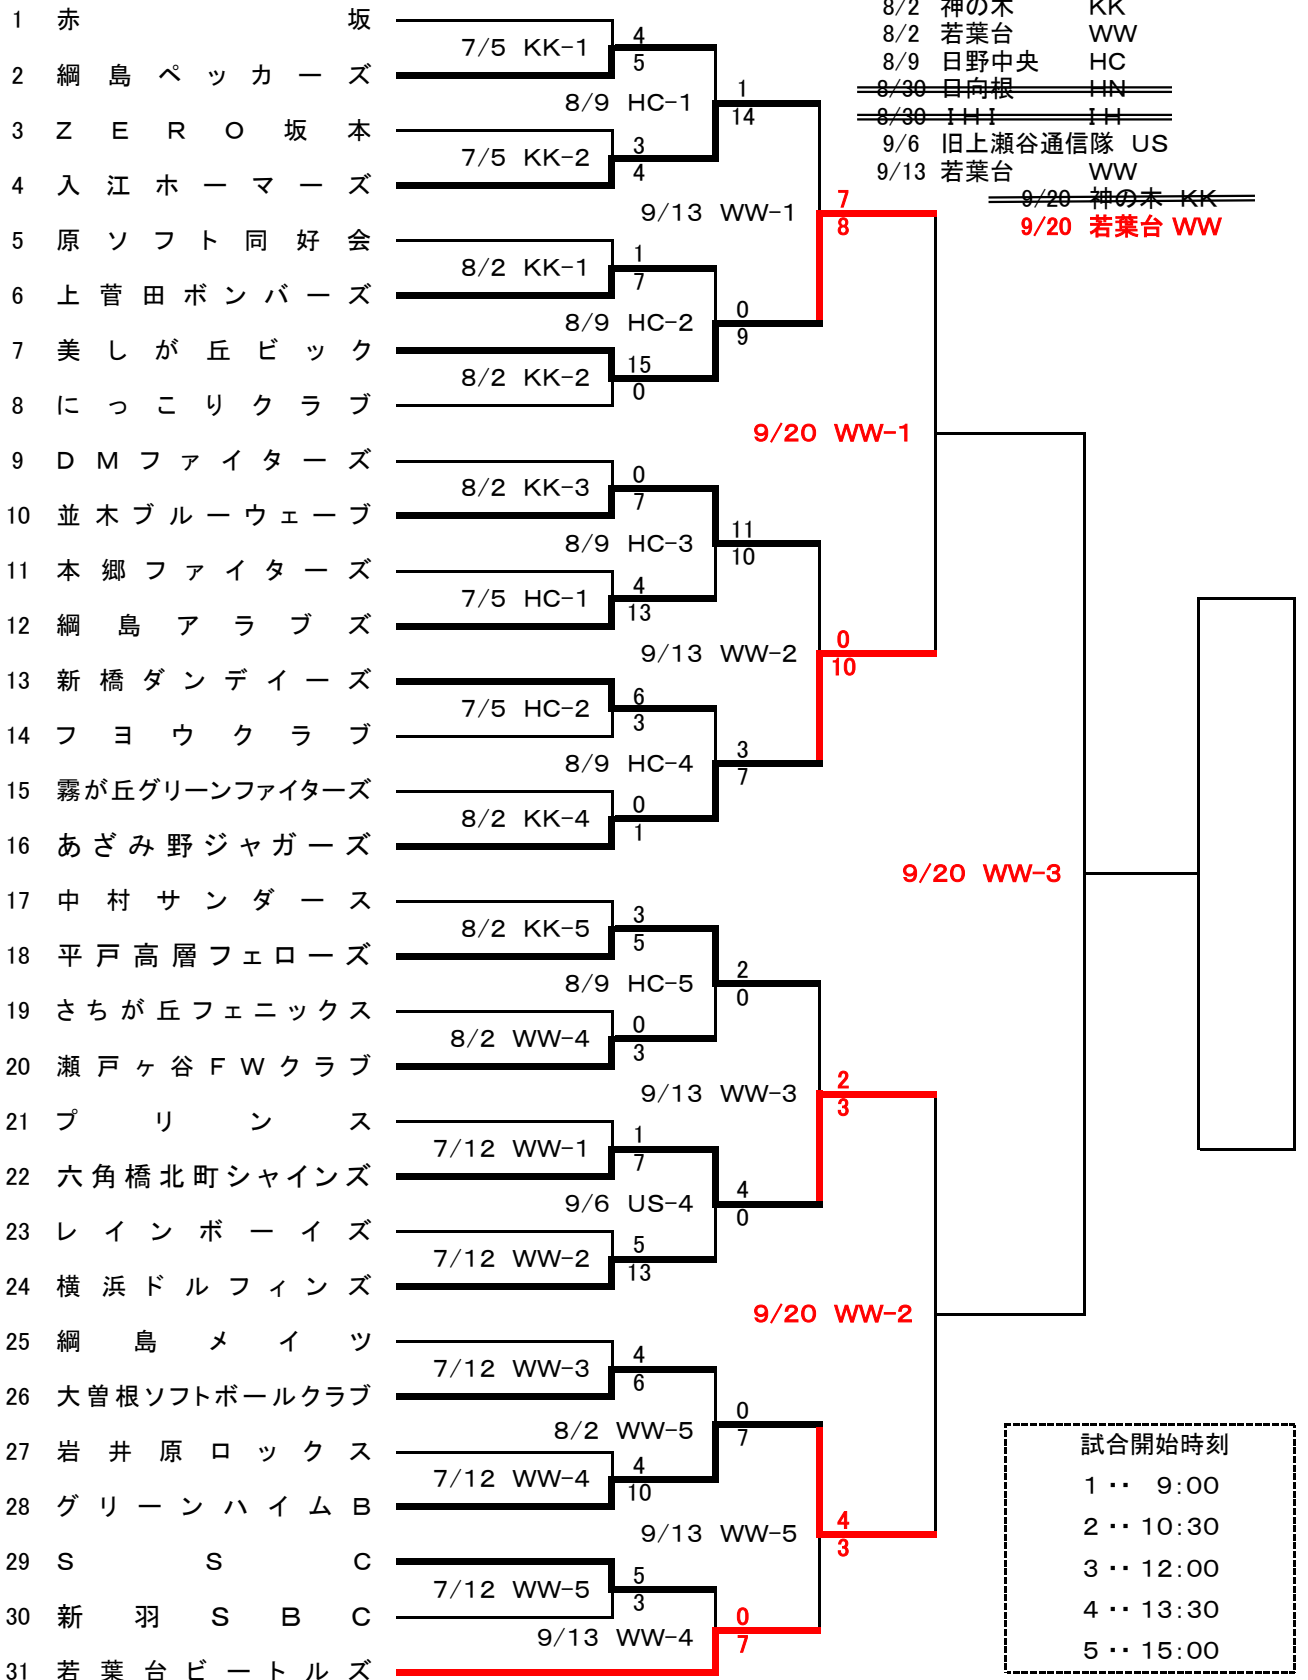 8/2 神の木 KK
8/2 若葉台 WW
8/9 日野中央 HC
8/30 日向根 HN
8/30 IHI IH
9/6 旧上瀬谷通信隊 US
9/13 若葉台 WW
9/20 神の木 KK
9/20 若葉台 WW
1 赤坂
7/5 KK-1
4
5
2 綱島ペッカーズ
8/9 HC-1
1
14
3 ZERO坂本
7/5 KK-2
3
4
4 入江ホーマーズ
9/13 WW-1
7
8
5 原ソフト同好会
8/2 KK-1
1
7
6 上菅田ボンバーズ
8/9 HC-2
0
9
7 美しが丘ビック
8/2 KK-2
15
0
8 にっこりクラブ
9/20 WW-1
9 DMファイターズ
8/2 KK-3
0
7
10 並木ブルーウェーブ
8/9 HC-3
11
10
11 本郷ファイターズ
7/5 HC-1
4
13
12 綱島アラブズ
9/13 WW-2
0
10
13 新橋ダンデイーズ
7/5 HC-2
6
3
14 フヨウクラブ
8/9 HC-4
3
7
15 霧が丘グリーンファイターズ
8/2 KK-4
0
1
16 あざみ野ジャガーズ
9/20 WW-3
17 中村サンダース
8/2 KK-5
3
5
18 平戸高層フェローズ
8/9 HC-5
2
0
19 さちが丘フェニックス
8/2 WW-4
0
3
20 瀬戸ヶ谷FWクラブ
9/13 WW-3
2
3
21 プリンス
7/12 WW-1
1
7
22 六角橋北町シャインズ
9/6 US-4
4
0
23 レインボーイズ
7/12 WW-2
5
13
24 横浜ドルフィンズ
9/20 WW-2
25 綱島メイツ
7/12 WW-3
4
6
26 大曽根ソフトボールクラブ
8/2 WW-5
0
7
27 岩井原ロックス
7/12 WW-4
4
10
28 グリーンハイムB
9/13 WW-5
4
3
29 SSC
7/12 WW-5
5
3
30 新羽SBC
9/13 WW-4
0
7
31 若葉台ビートルズ
試合開始時刻
1‥ 9:00
2‥10:30
3‥12:00
4‥13:30
5‥15:00